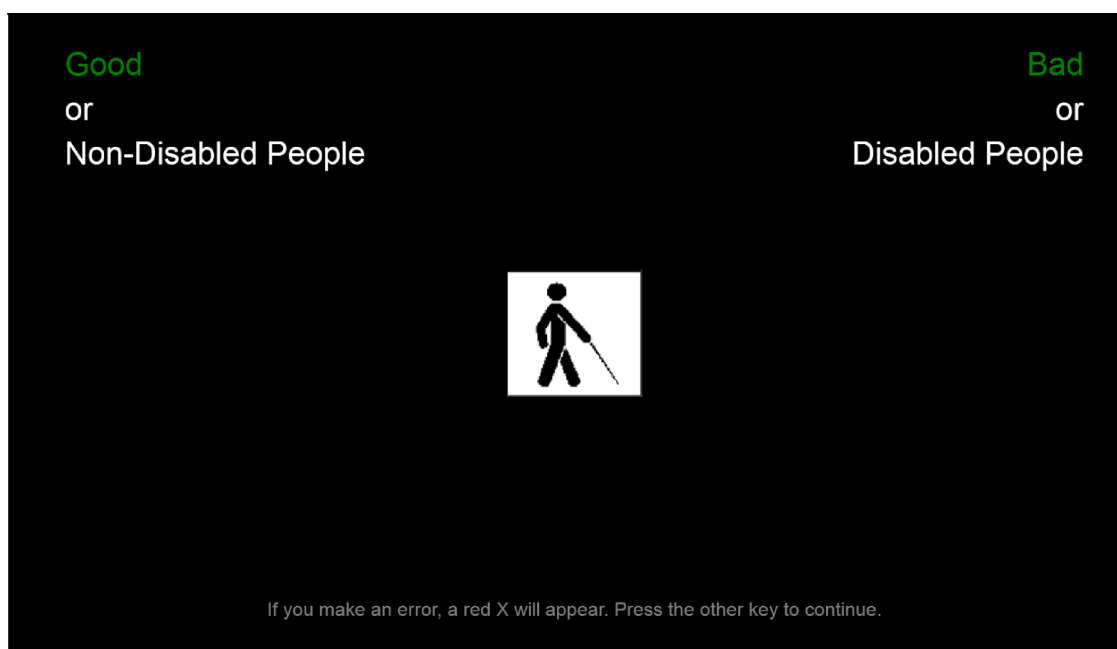 Good
or
Non-Disabled People
Bad
or
Disabled People
If you make an error, a red X will appear. Press the other key to continue.